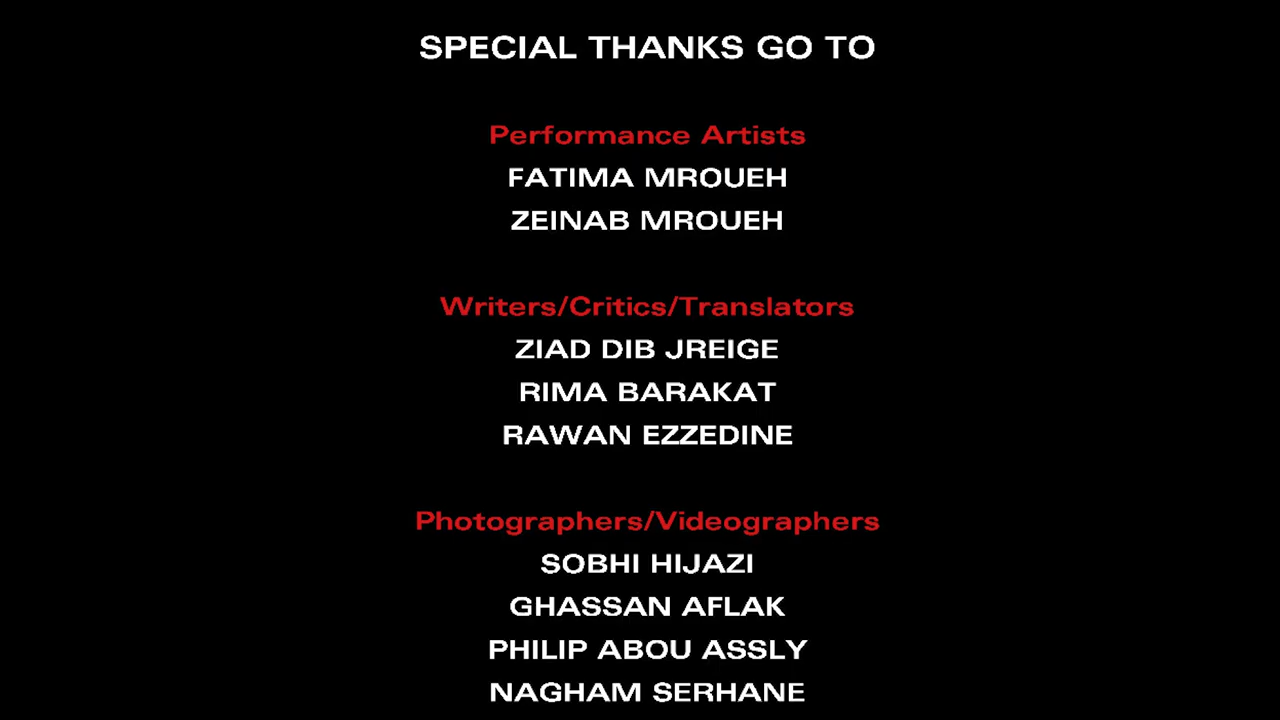 SPECIAL THANKS GO TO
Performance Artists
FATIMA MROUEH
ZEINAB MROUEH
Writers/Critics/Translators
ZIAD DIB JREIGE
RIMA BARAKAT
RAWAN EZZEDINE
Photographers/Videographers
SOBHI HIJAZI
GHASSAN AFLAK
PHILIP ABOU ASSLY
NAGHAM SERHANE